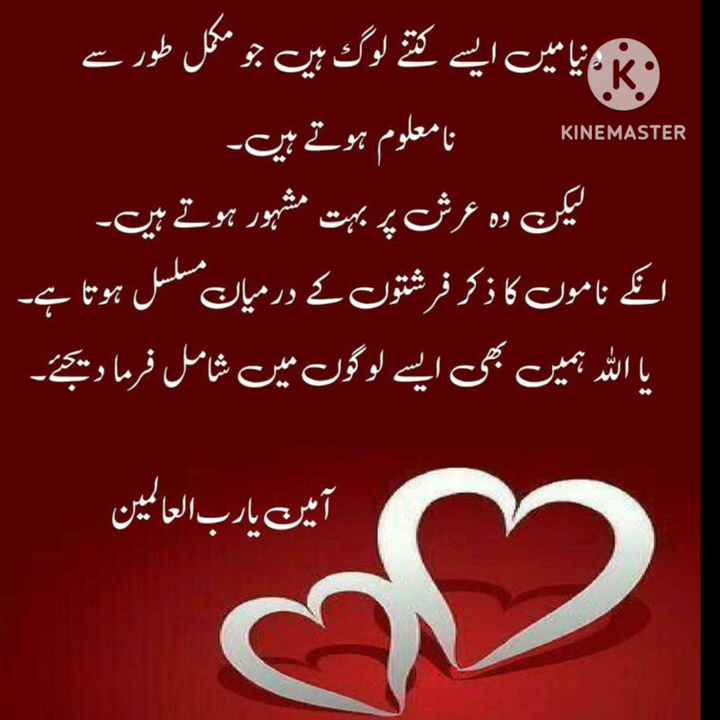 دنیا میں ایسے کتنے لوگ ہیں جو مکمل طور سے
نامعلوم ہوتے ہیں۔
لیکن وہ عرش پر بہت مشہور ہوتے ہیں۔
انکے ناموں کا ذکر فرشتوں کے درمیان مسلسل ہوتا ہے۔
یا اللہ ہمیں بھی ایسے لوگوں میں شامل فرما دیجئے۔
آمین یارب العالمین
K
KINEMASTER